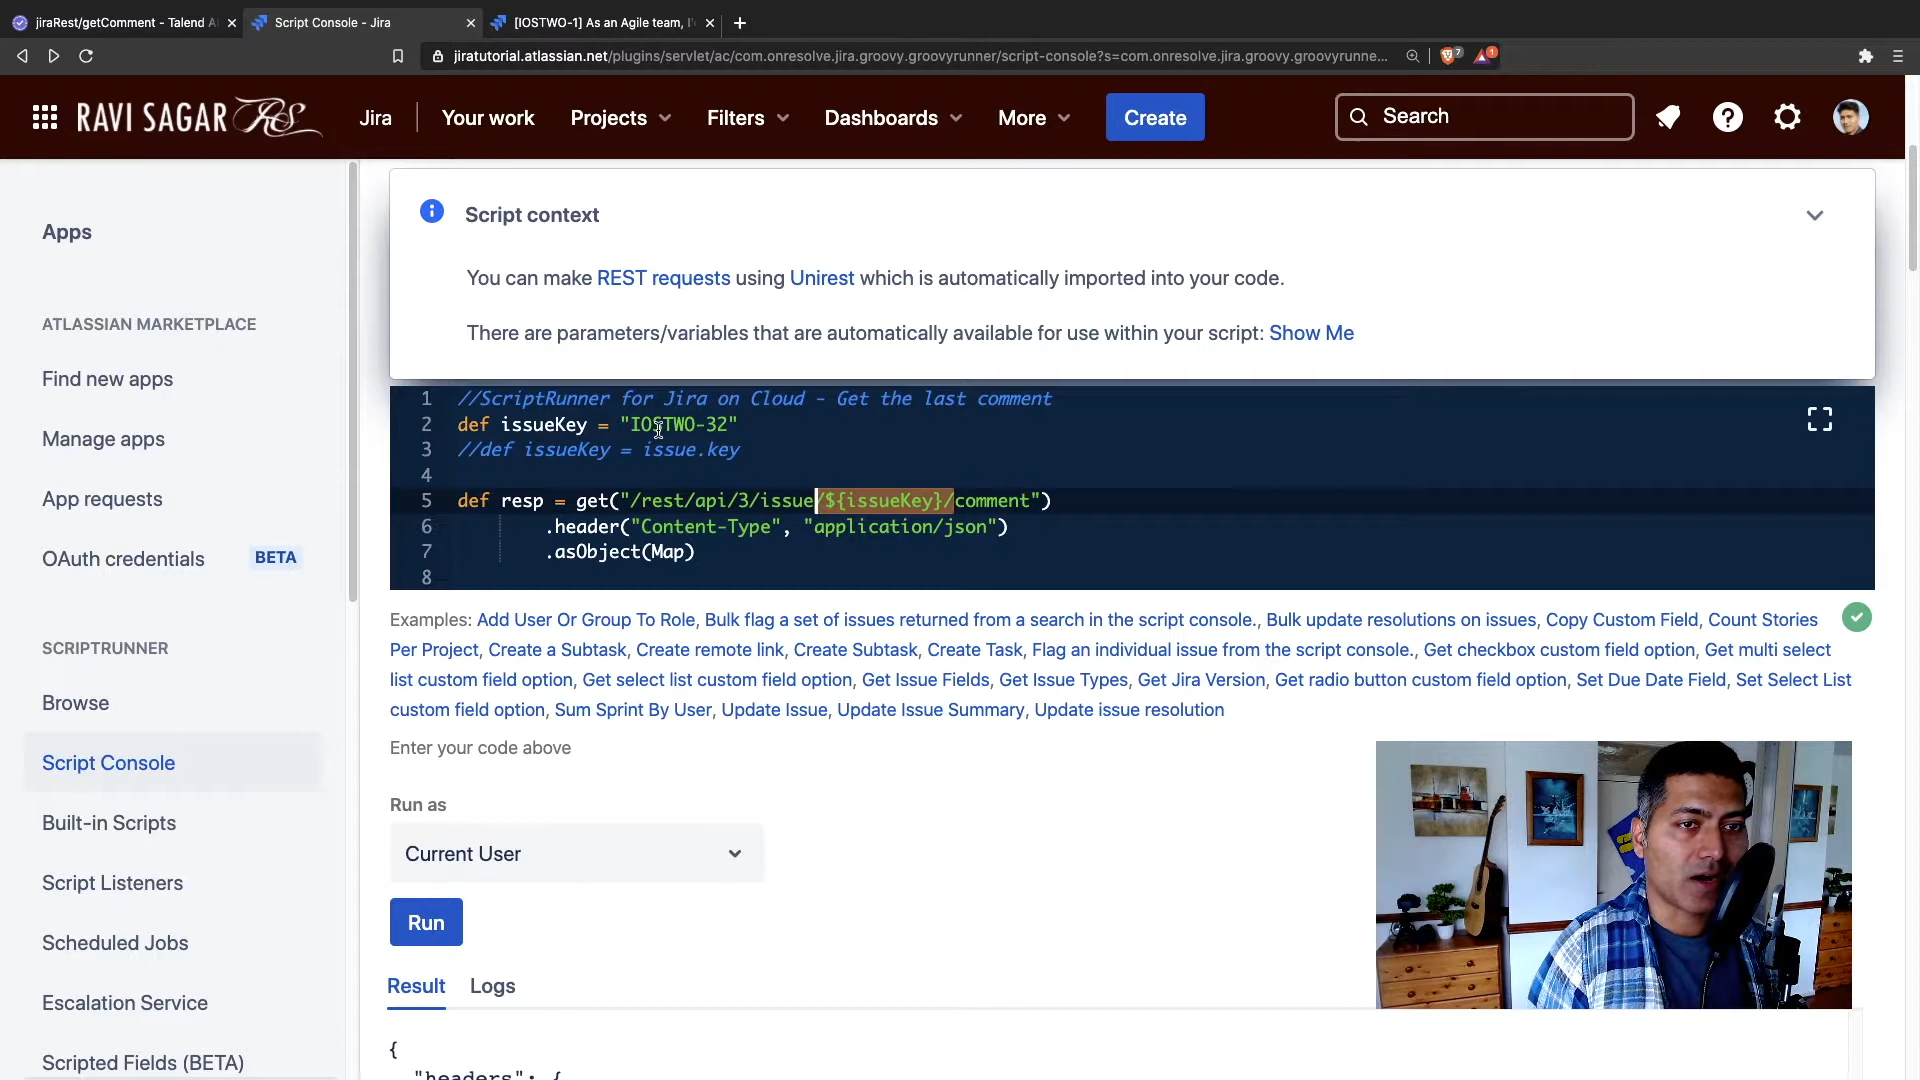 jiraRest/getComment - Talend A
Script Console - Jira
[IOSTWO-1] As an Agile team, I'
jiratutorial.atlassian.net/plugins/servlet/ac/com.onresolve.jira.groovy.groovyrunner/script-console?s=com.onresolve.jira.groovy.groovyrunne...
7
1
RAVI SAGAR RS
Jira
Your work
Projects
Filters
Dashboards
More
Create
Search
Apps
ATLASSIAN MARKETPLACE
Find new apps
Manage apps
App requests
OAuth credentials BETA
SCRIPTRUNNER
Browse
Script Console
Built-in Scripts
Script Listeners
Scheduled Jobs
Escalation Service
Scripted Fields (BETA)
Script context
You can make REST requests using Unirest which is automatically imported into your code.
There are parameters/variables that are automatically available for use within your script: Show Me
1 //ScriptRunner for Jira on Cloud - Get the last comment
2 def issueKey = "IOSTWO-32"
3 //def issueKey = issue.key
4
5 def resp = get("/rest/api/3/issue/${issueKey}/comment")
6 .header("Content-Type", "application/json")
7 .asObject(Map)
8
Examples: Add User Or Group To Role, Bulk flag a set of issues returned from a search in the script console., Bulk update resolutions on issues, Copy Custom Field, Count Stories
Per Project, Create a Subtask, Create remote link, Create Subtask, Create Task, Flag an individual issue from the script console., Get checkbox custom field option, Get multi select
list custom field option, Get select list custom field option, Get Issue Fields, Get Issue Types, Get Jira Version, Get radio button custom field option, Set Due Date Field, Set Select List
custom field option, Sum Sprint By User, Update Issue, Update Issue Summary, Update issue resolution
Enter your code above
Run as
Current User
Run
Result
Logs
{
"headers": {